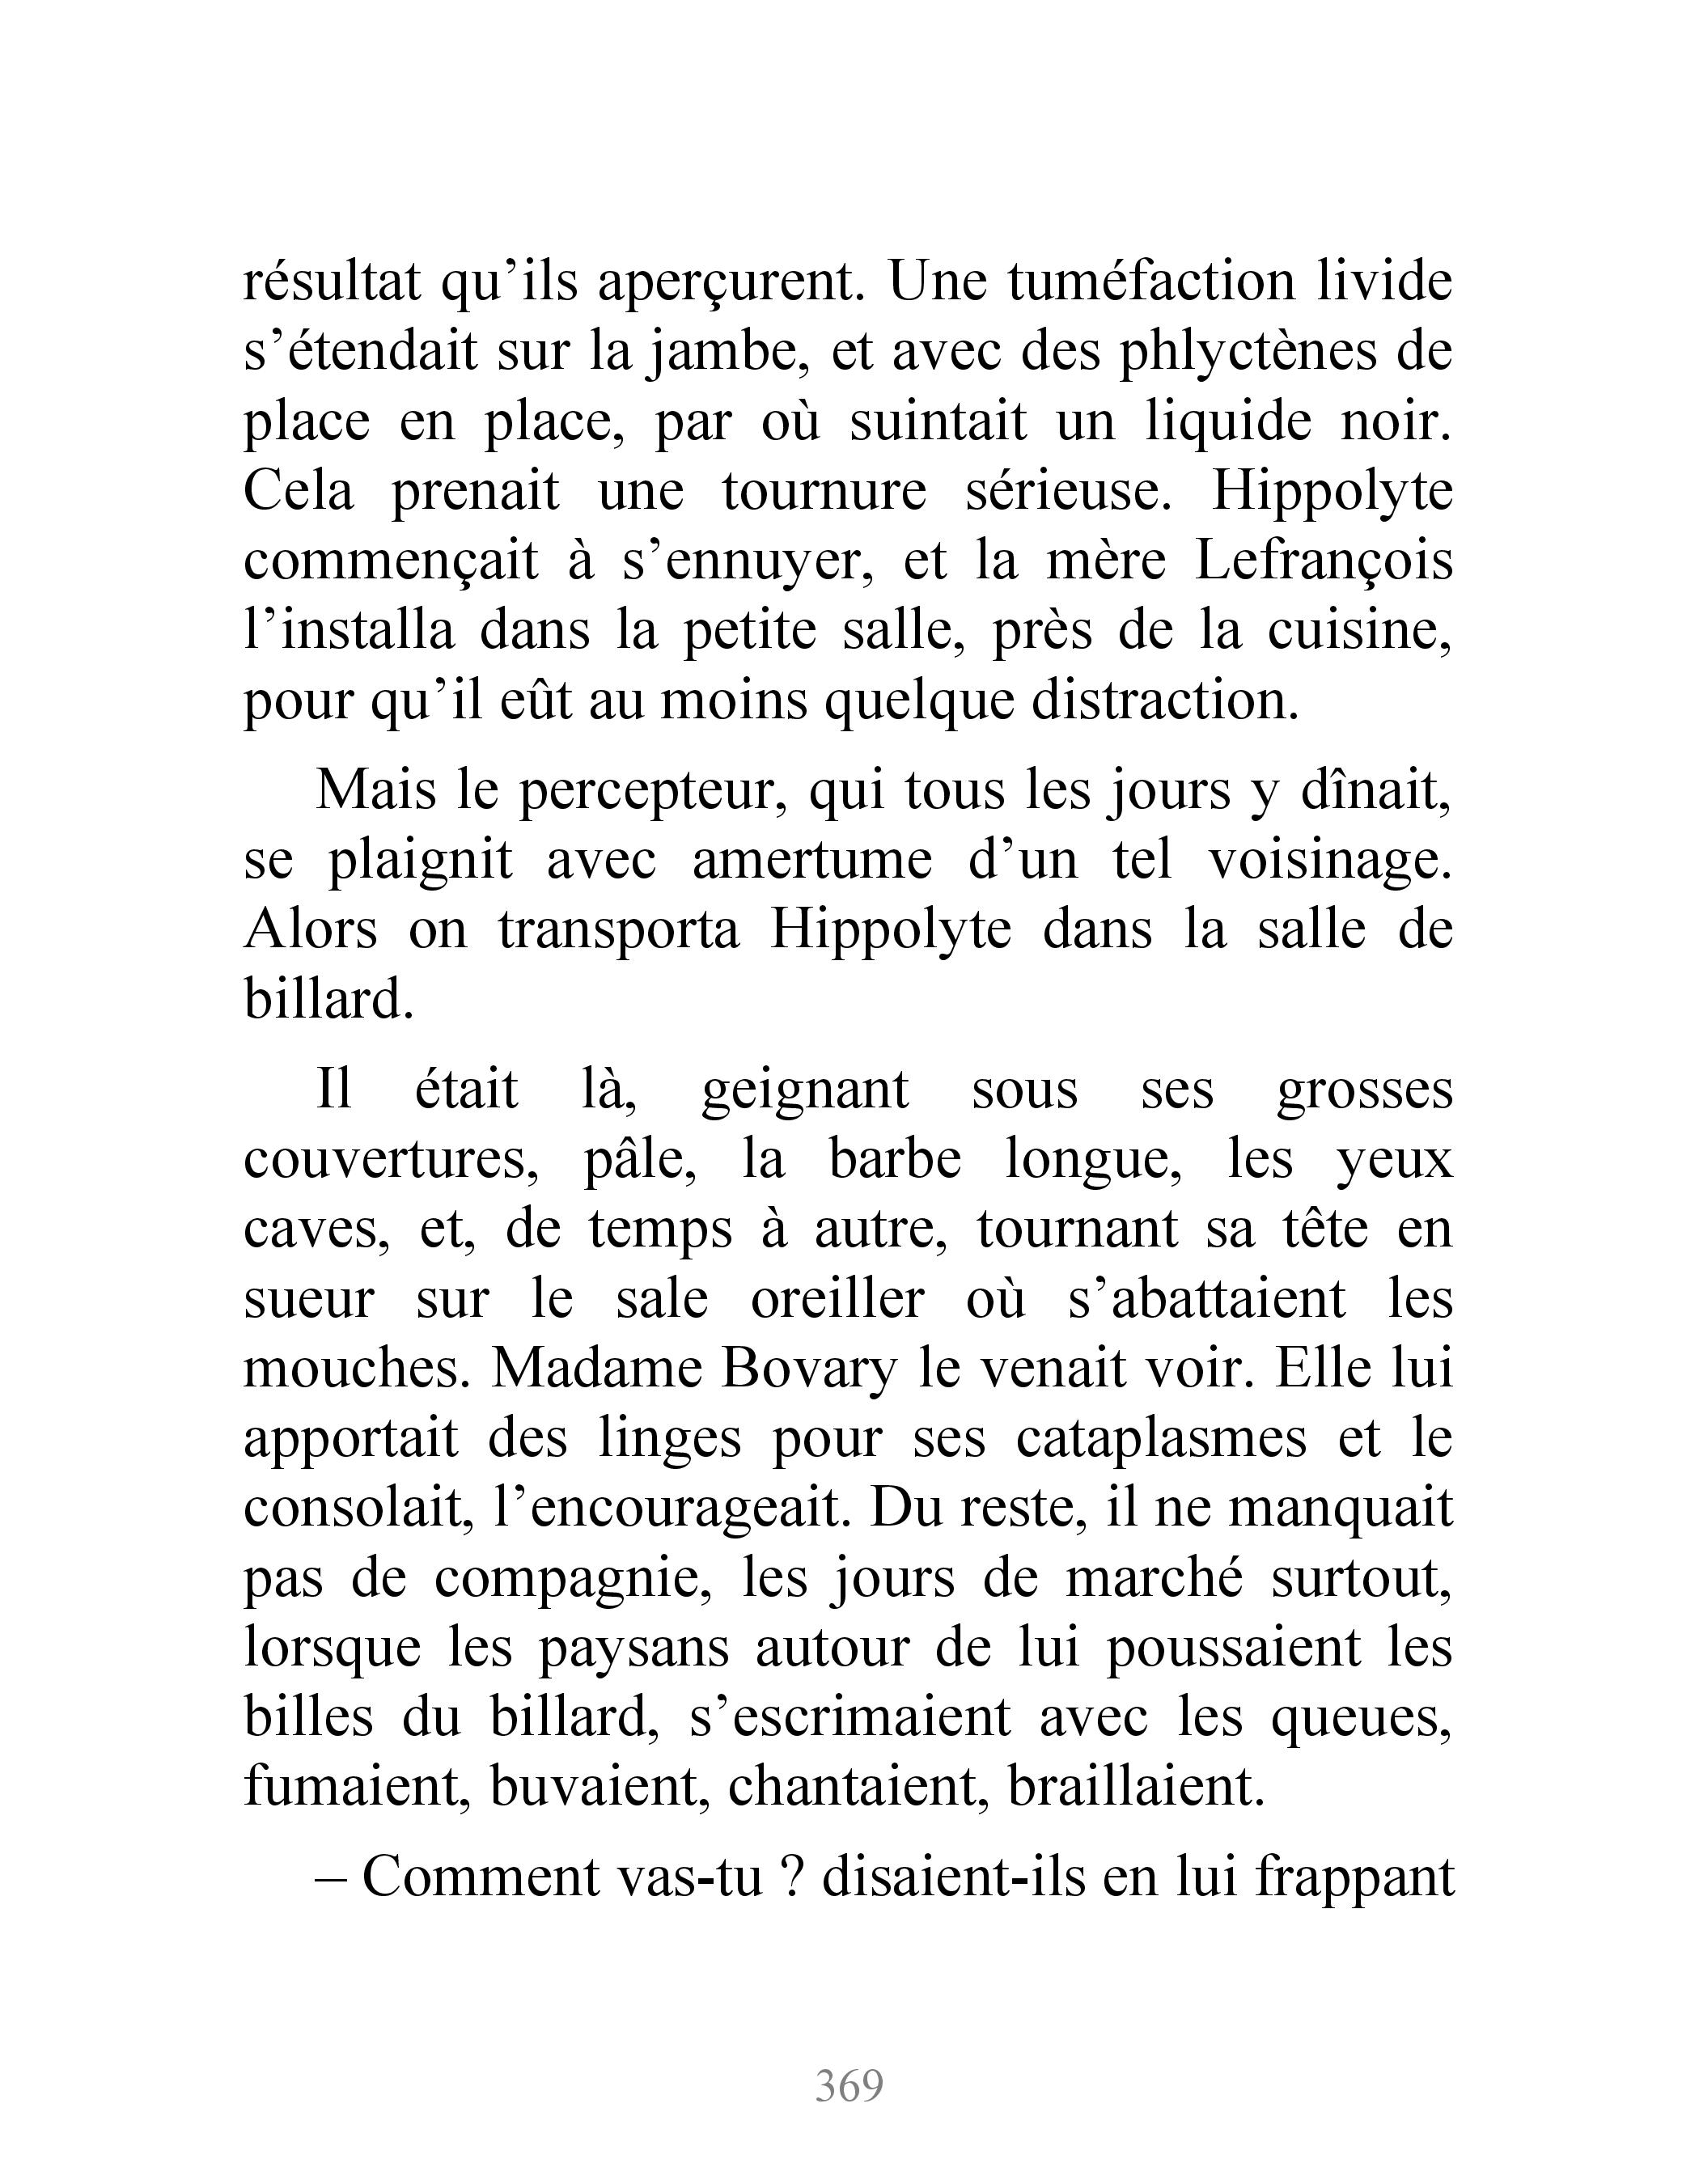 résultat qu’ils aperçurent. Une tuméfaction livide
s’étendait sur la jambe, et avec des phlyctènes de
place en place, par où suintait un liquide noir.
Cela prenait une tournure sérieuse. Hippolyte
commençait à s’ennuyer, et la mère Lefrançois
l’installa dans la petite salle, près de la cuisine,
pour qu’il eût au moins quelque distraction.
Mais le percepteur, qui tous les jours y dînait,
se plaignit avec amertume d’un tel voisinage.
Alors on transporta Hippolyte dans la salle de
billard.
Il était là, geignant sous ses grosses
couvertures, pâle, la barbe longue, les yeux
caves, et, de temps à autre, tournant sa tête en
sueur sur le sale oreiller où s’abattaient les
mouches. Madame Bovary le venait voir. Elle lui
apportait des linges pour ses cataplasmes et le
consolait, l’encourageait. Du reste, il ne manquait
pas de compagnie, les jours de marché surtout,
lorsque les paysans autour de lui poussaient les
billes du billard, s’escrimaient avec les queues,
fumaient, buvaient, chantaient, braillaient.
– Comment vas-tu ? disaient-ils en lui frappant
369